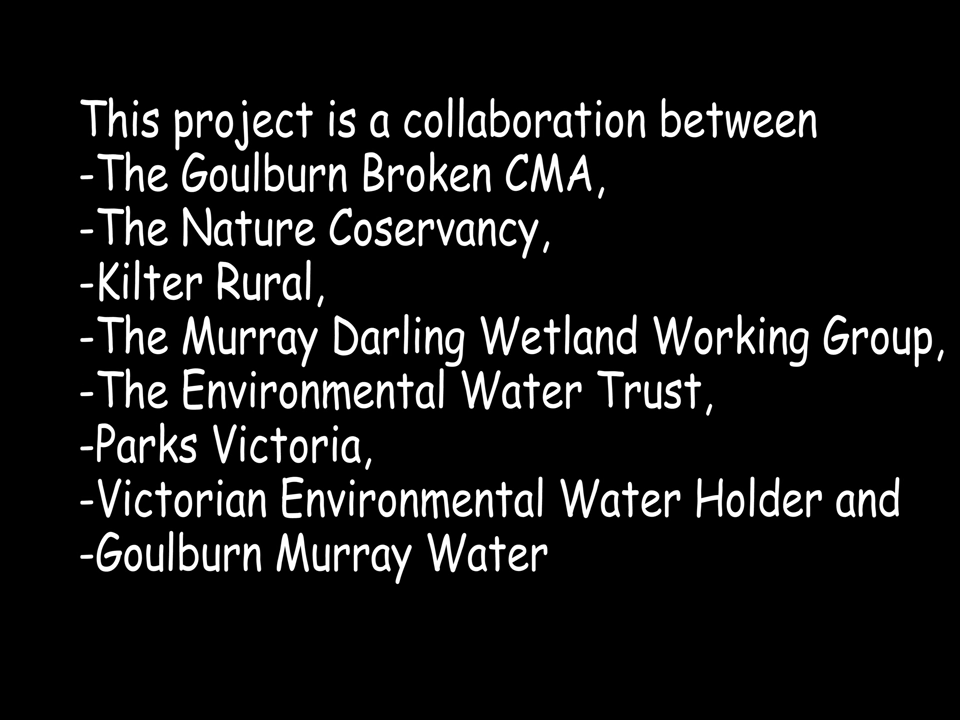 This project is a collaboration between
-The Goulburn Broken CMA,
-The Nature Coservancy,
-Kilter Rural,
-The Murray Darling Wetland Working Group,
-The Environmental Water Trust,
-Parks Victoria,
-Victorian Environmental Water Holder and
-Goulburn Murray Water